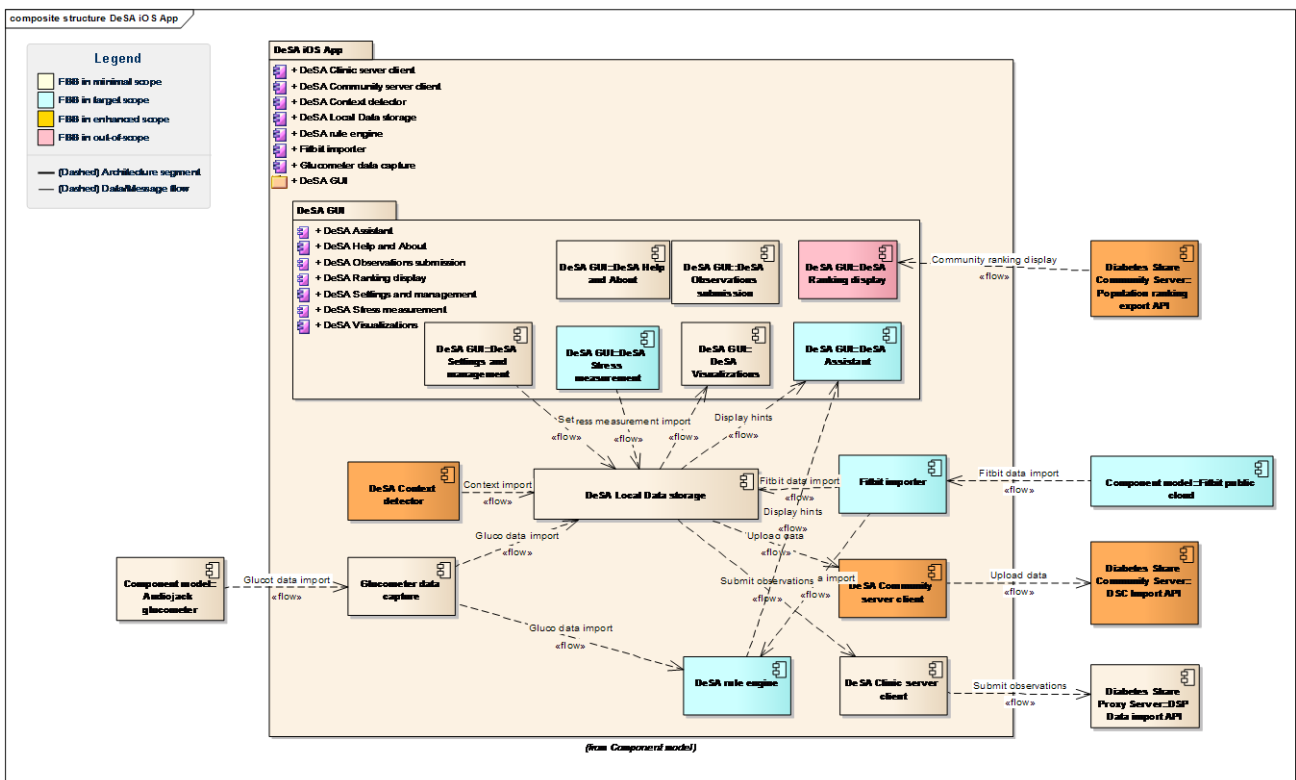 composite structure DeSA iOS App
Legend
FBB in minimal scope
FBB in target scope
FBB in enhanced scope
FBB in out-of-scope
(Dashed) Architecture segment
(Dashed) Data/Message flow
DeSA iOS App
+ DeSA Clinic server client
+ DeSA Community server client
+ DeSA Context detector
+ DeSA Local Data storage
+ DeSA rule engine
+ Fitbit importer
+ Glucometer data capture
+ DeSA GUI
DeSA GUI
+ DeSA Assistant
+ DeSA Help and About
+ DeSA Observations submission
+ DeSA Ranking display
+ DeSA Settings and management
+ DeSA Stress measurement
+ DeSA Visualizations
DeSA GUI::DeSA Help
and About
DeSA GUI::DeSA
Observations
submission
DeSA GUI::DeSA
Ranking display
Community ranking display
«flow»
Diabetes Share
Community Server::
Population ranking
export API
DeSA GUI::DeSA
Settings and
management
DeSA GUI::DeSA
Stress
measurement
DeSA GUI::
DeSA
Visualizations
DeSA GUI::DeSA
Assistant
Set
ress measurement import
Display hints
«flow»
«flow»
«flow»
«flow»
DeSA Context
detector
Context import
«flow»
DeSA Local Data storage
Fitbit data import
«flow»
Fitbit importer
Fitbit data import
«flow»
Component model::Fitbit public
cloud
Display hints
«flow»
Gluco data import
«flow»
Upload data
«flow»
Component model::
Audiojack
glucometer
Glucot data import
«flow»
Glucometer data
capture
Submit observations
«flow»
a import
«flow»
DeSA Community
server client
Upload data
«flow»
Diabetes Share
Community Server::
DSC Import API
Gluco data import
«flow»
DeSA rule engine
DeSA Clinic server
client
Submit observations
«flow»
Diabetes Share
Proxy Server::DSP
Data import API
(from Component model)